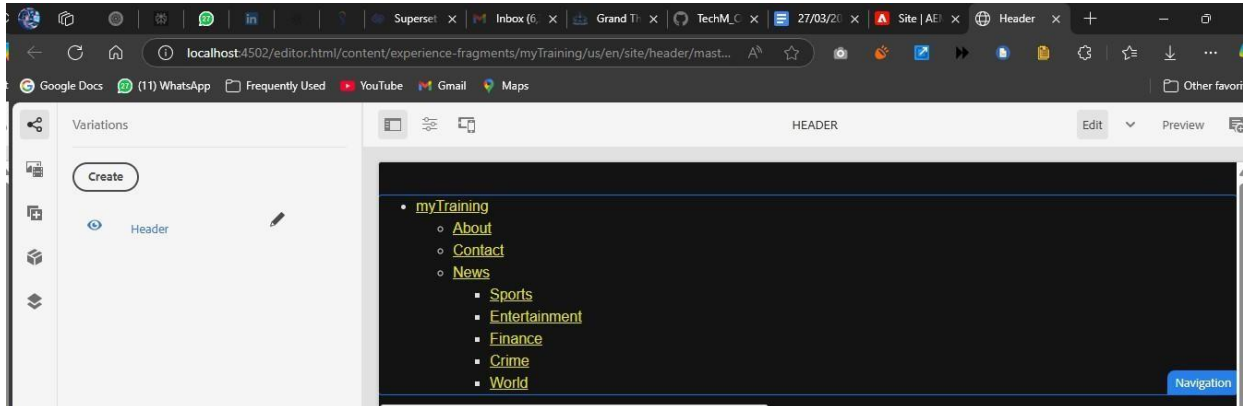 Superset
Inbox (6,
Grand Th
TechM_C
27/03/20
Site | AEM
Header
localhost:4502/editor.html/content/experience-fragments/myTraining/us/en/site/header/mast...
Google Docs
(11) WhatsApp
Frequently Used
YouTube
Gmail
Maps
Other favori
Variations
HEADER
Edit
Preview
Create
Header
myTraining
About
Contact
News
Sports
Entertainment
Finance
Crime
World
Navigation